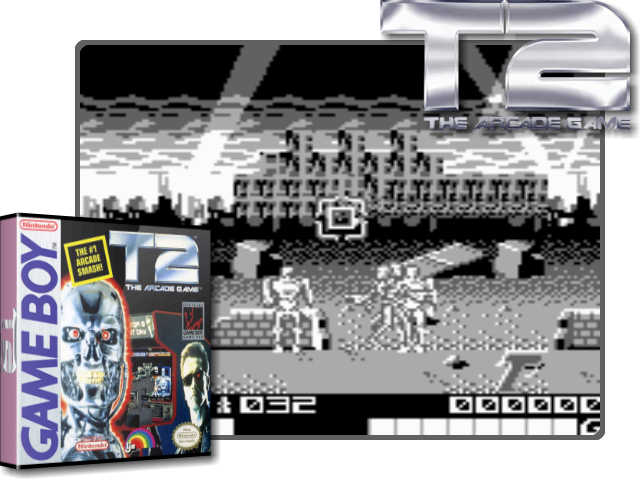 T2
THE ARCADE GAME
032
000000
Nintendo
GAME BOY
THE #1
ARCADE
SMASH!
T2
THE ARCADE GAME
Nintendo